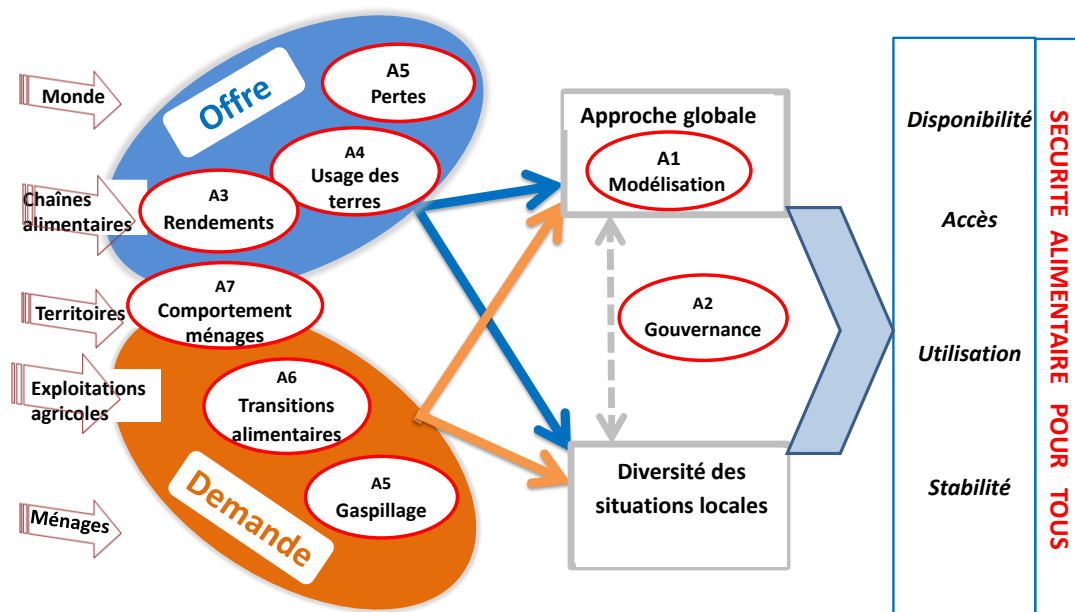 Monde
Chaînes
alimentaires
Territoires
Exploitations
agricoles
Ménages
Offre
A5
Pertes
A4
Usage des
terres
A3
Rendements
A7
Comportement
ménages
A6
Transitions
alimentaires
A5
Gaspillage
Demande
Approche globale
A1
Modélisation
A2
Gouvernance
Diversité des
situations locales
Disponibilité
Accès
Utilisation
Stabilité
SECURITE ALIMENTAIRE POUR TOUS